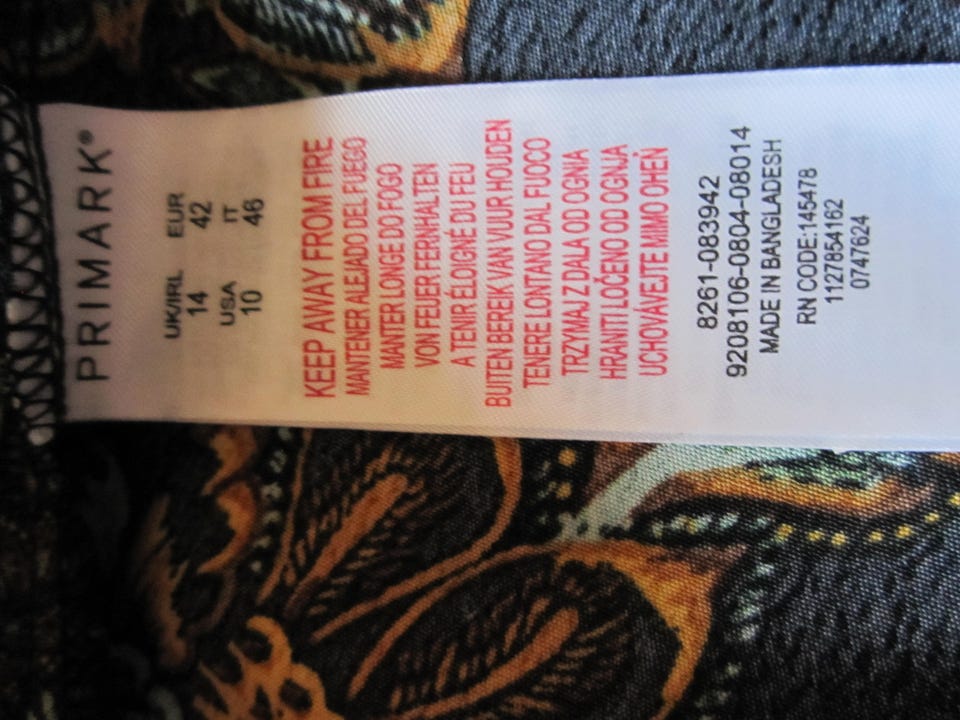 PRIMARK®
UK/IRL EUR
14 42
USA IT
10 46
KEEP AWAY FROM FIRE
MANTENER ALEJADO DEL FUEGO
MANTER LONGE DO FOGO
VON FEUER FERNHALTEN
A TENIR ÉLOIGNÉ DU FEU
BUITEN BEREIK VAN VUUR HOUDEN
TENERE LONTANO DAL FUOCO
TRZYMAJ Z DALA OD OGNIA
HRANITI LOČENO OD OGNJA
UCHOVÁVEJTE MIMO OHEŇ
8261-083942
9208106-0804-08014
MADE IN BANGLADESH
RN CODE:145478
1127854162
0747624